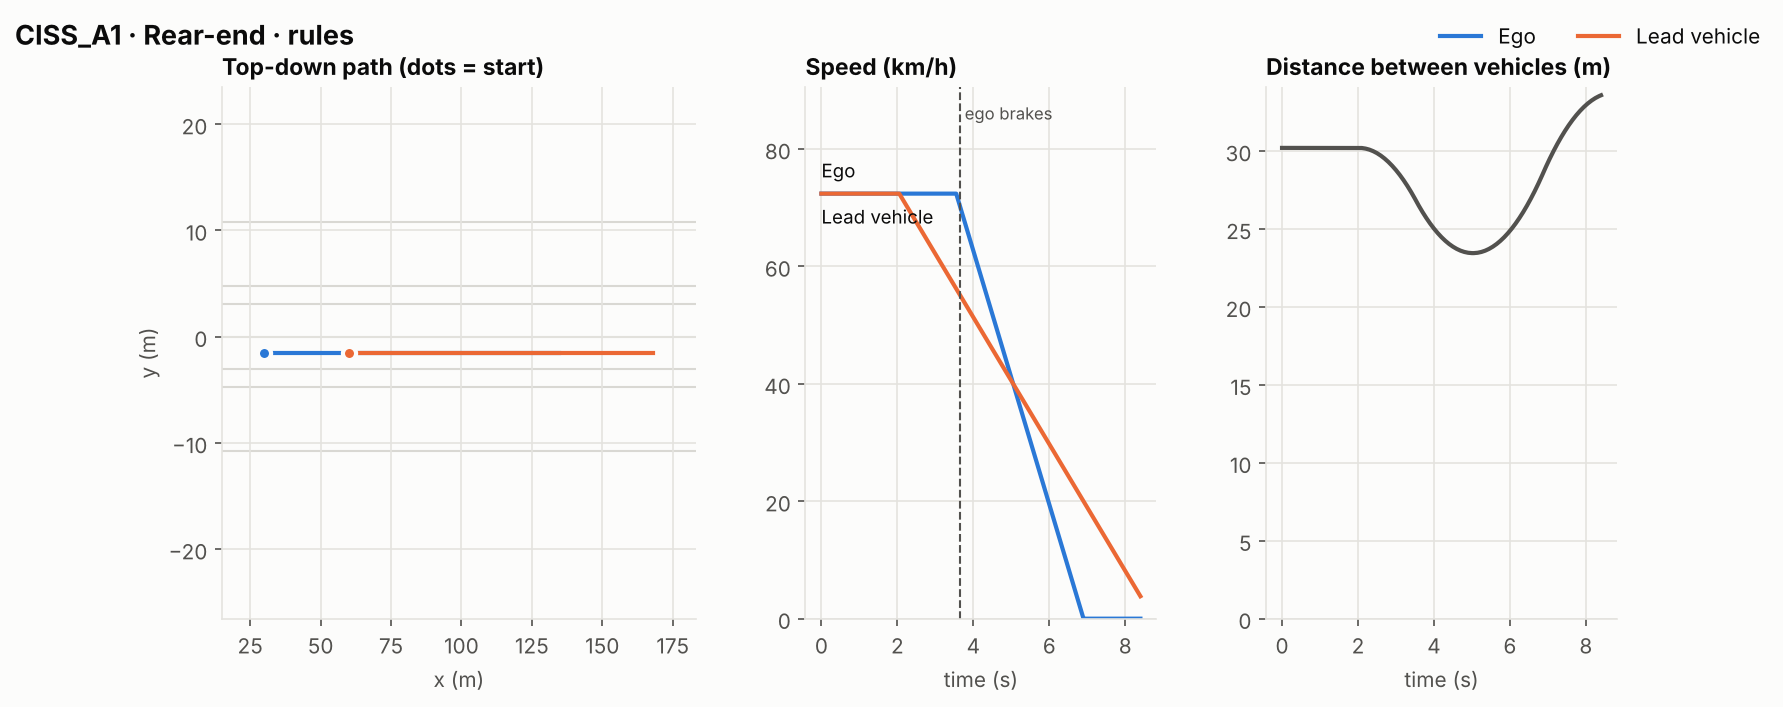 CISS_A1 · Rear-end · rules
Ego
Lead vehicle
Top-down path (dots = start)
20
10
0
−10
−20
y (m)
25
50
75
100
125
150
175
x (m)
Speed (km/h)
ego brakes
Ego
Lead vehicle
80
60
40
20
0
0
2
4
6
8
time (s)
Distance between vehicles (m)
30
25
20
15
10
5
0
0
2
4
6
8
time (s)